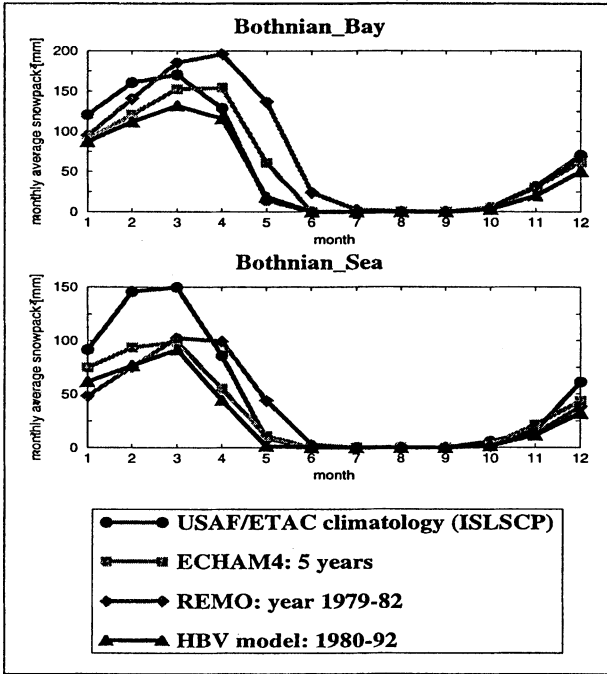 Bothnian_Bay
monthly average snowpack [mm]
200
150
100
50
0
1 2 3 4 5 6 7 8 9 10 11 12
month
Bothnian_Sea
monthly average snowpack [mm]
150
100
50
0
1 2 3 4 5 6 7 8 9 10 11 12
month
USAF/ETAC climatology (ISLSCP)
ECHAM4: 5 years
REMO: year 1979-82
HBV model: 1980-92